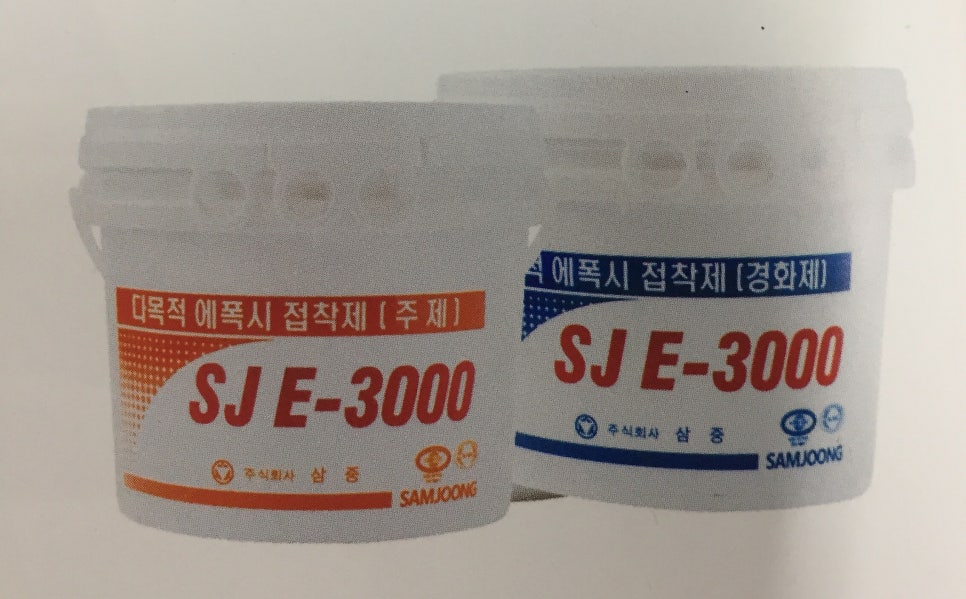 다목적 에폭시 접착제 (주 제)
SJ E-3000
주식회사 삼 중
SAMJOONG
적 에폭시 접착제 (경화제)
SJ E-3000
주식회사 삼 중
SAMJOONG